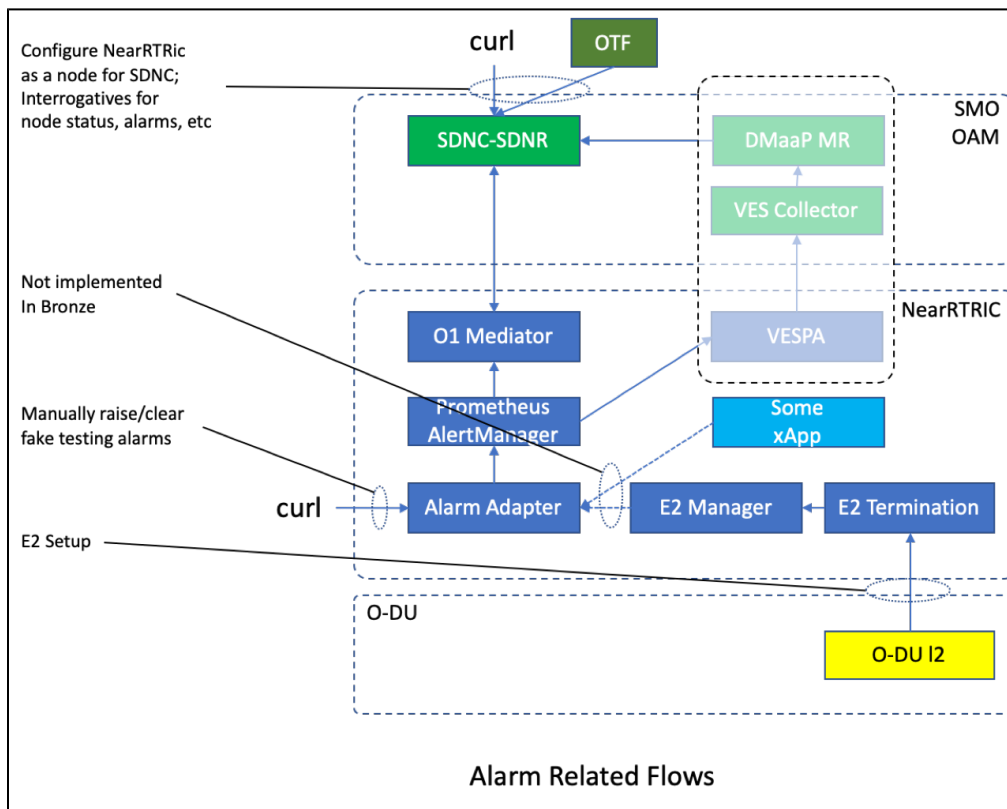 Configure NearRTRic
as a node for SDNC;
Interrogatives for
node status, alarms, etc
curl
OTF
SMO
OAM
SDNC-SDNR
DMaaP MR
VES Collector
Not implemented
In Bronze
NearRTRIC
O1 Mediator
VESPA
Manually raise/clear
fake testing alarms
Prometheus
AlertManager
Some
xApp
curl
Alarm Adapter
E2 Manager
E2 Termination
E2 Setup
O-DU
O-DU l2
Alarm Related Flows